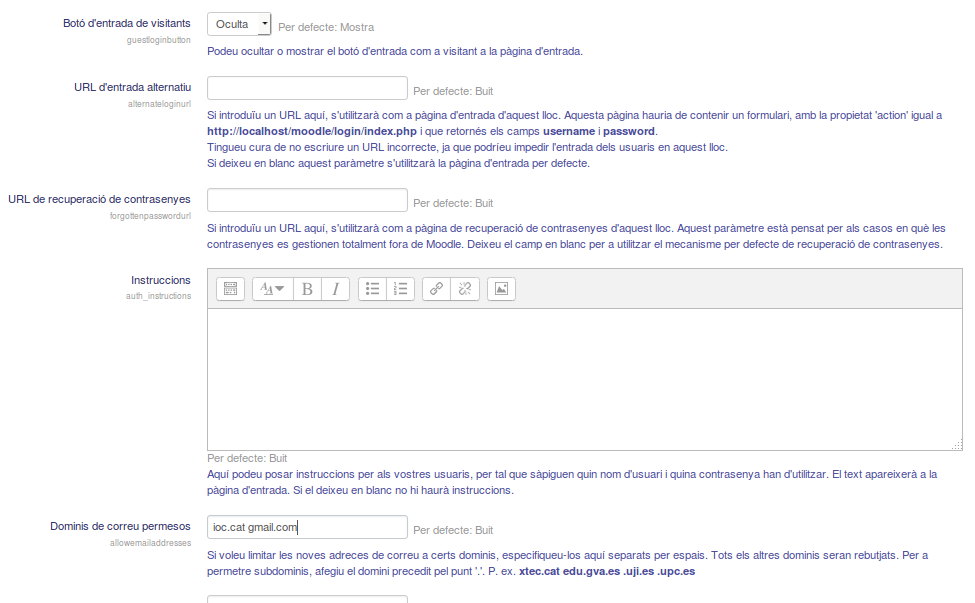 Botó d'entrada de visitants
guestloginbutton
Oculta
Per defecte: Mostra
Podeu ocultar o mostrar el botó d'entrada com a visitant a la pàgina d'entrada.
URL d'entrada alternatiu
alternateloginurl
Per defecte: Buit
Si introduïu un URL aquí, s'utilitzarà com a pàgina d'entrada d'aquest lloc. Aquesta pàgina hauria de contenir un formulari, amb la propietat 'action' igual a
http://localhost/moodle/login/index.php i que retornés els camps username i password.
Tingueu cura de no escriure un URL incorrecte, ja que podríeu impedir l'entrada dels usuaris en aquest lloc.
Si deixeu en blanc aquest paràmetre s'utilitzarà la pàgina d'entrada per defecte.
URL de recuperació de contrasenyes
forgottenpasswordurl
Per defecte: Buit
Si introduïu un URL aquí, s'utilitzarà com a pàgina de recuperació de contrasenyes d'aquest lloc. Aquest paràmetre està pensat per als casos en què les
contrasenyes es gestionen totalment fora de Moodle. Deixeu el camp en blanc per a utilitzar el mecanisme per defecte de recuperació de contrasenyes.
Instruccions
auth_instructions
B I
Per defecte: Buit
Aquí podeu posar instruccions per als vostres usuaris, per tal que sàpiguen quin nom d'usuari i quina contrasenya han d'utilitzar. El text apareixerà a la
pàgina d'entrada. Si el deixeu en blanc no hi haurà instruccions.
Dominis de correu permesos
allowemailaddresses
ioc.cat gmail.com
Per defecte: Buit
Si voleu limitar les noves adreces de correu a certs dominis, especifiqueu-los aquí separats per espais. Tots els altres dominis seran rebutjats. Per a
permetre subdominis, afegiu el domini precedit pel punt '.'. P. ex. xtec.cat edu.gva.es .uji.es .upc.es